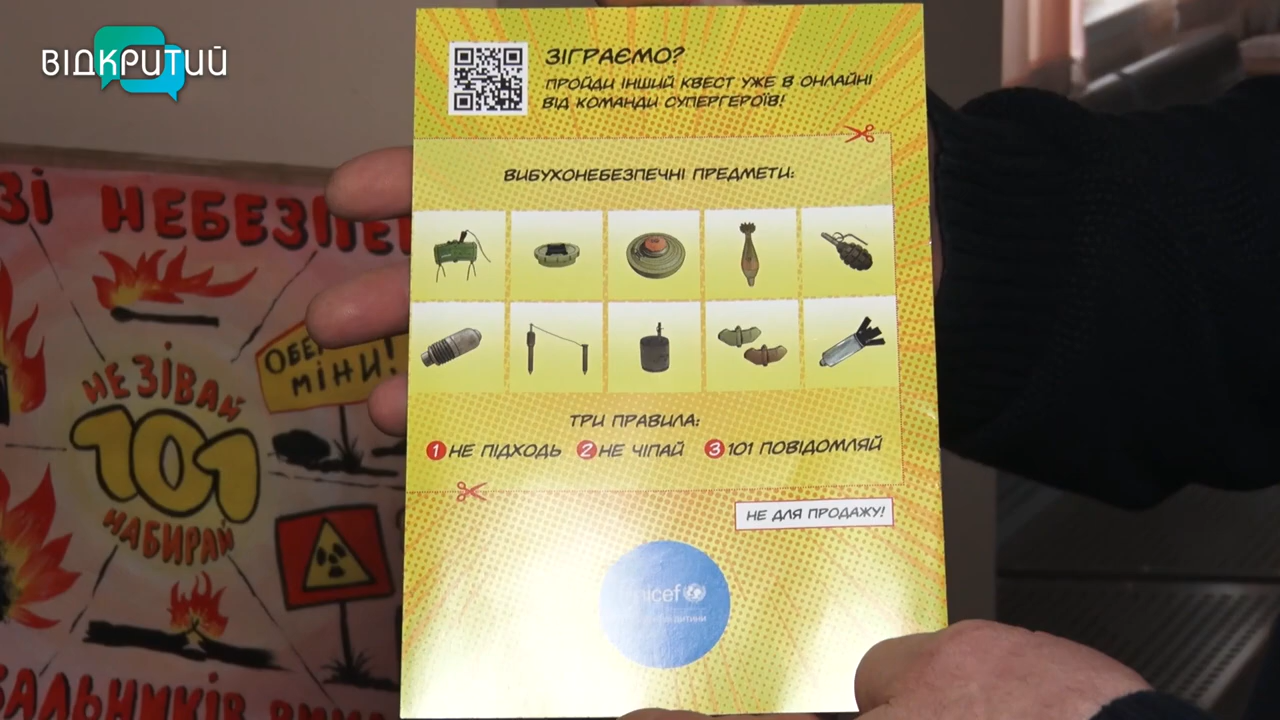 ВІДКРИТИЙ
ЗІГРАЄМО?
ПРОЙДИ ІНШИЙ КВЕСТ УЖЕ В ОНЛАЙНІ
ВІД КОМАНДИ СУПЕРГЕРОЇВ!
ВИБУХОНЕБЕЗПЕЧНІ ПРЕДМЕТИ:
ТРИ ПРАВИЛА:
1 НЕ ПІДХОДЬ 2 НЕ ЧІПАЙ 3 101 ПОВІДОМЛЯЙ
НЕ ДЛЯ ПРОДАЖУ!
unicef
НЕ ЗІВАЙ
101
НАБИРАЙ
МІНИ!